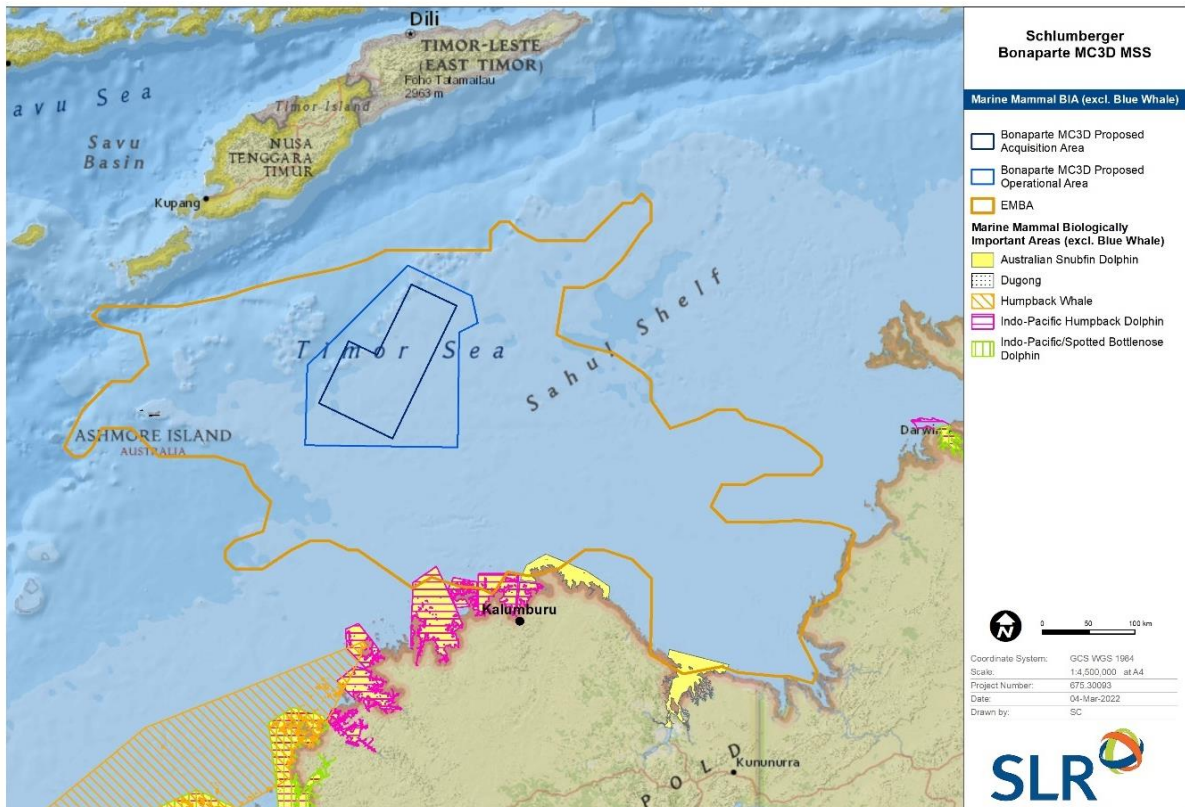 Dili
TIMOR-LESTE
(EAST TIMOR)
Foho Tatamailau
2963 m
avu Sea
Savu
Basin
Timor Island
NUSA
TENGGARA
TIMUR
Kupang
Timor Sea
Sahul Shelf
ASHMORE ISLAND
AUSTRALIA
Darwin
Kalumburu
POLD
Kununurra
Schlumberger
Bonaparte MC3D MSS
Marine Mammal BIA (excl. Blue Whale)
Bonaparte MC3D Proposed
Acquisition Area
Bonaparte MC3D Proposed
Operational Area
EMBA
Marine Mammal Biologically
Important Areas (excl. Blue Whale)
Australian Snubfin Dolphin
Dugong
Humpback Whale
Indo-Pacific Humpback Dolphin
Indo-Pacific/Spotted Bottlenose
Dolphin
N
0 50 100 km
Coordinate System: GCS WGS 1984
Scale: 1:4,500,000 at A4
Project Number: 675.30093
Date: 04-Mar-2022
Drawn by: SC
SLR